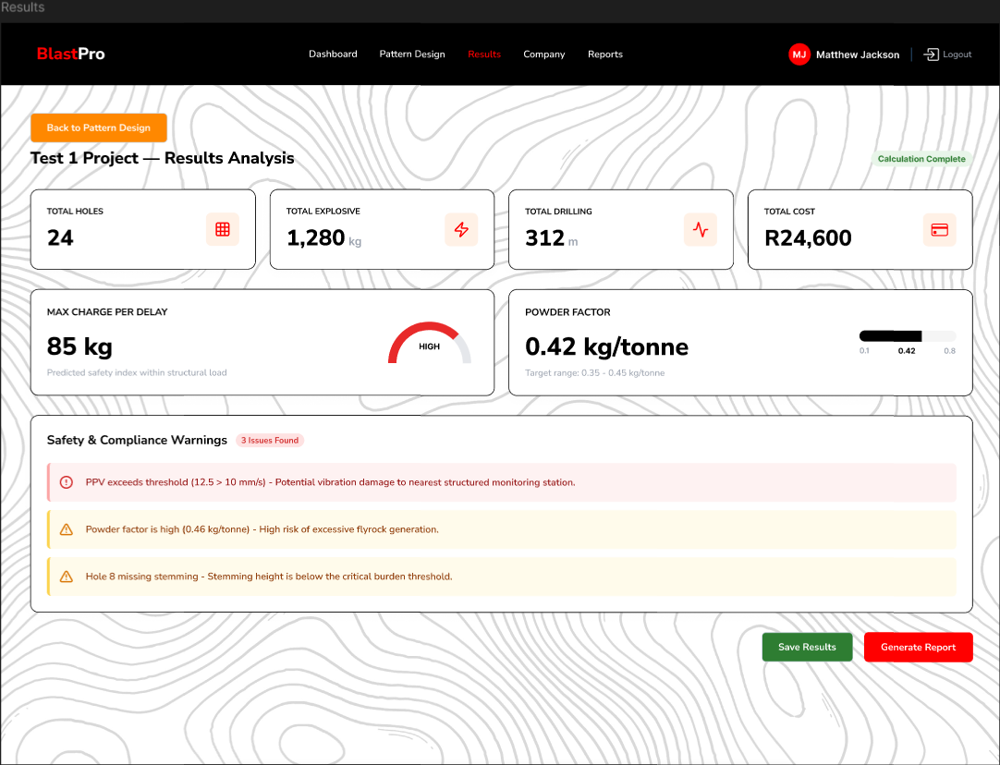 Results
BlastPro
Dashboard Pattern Design Results Company Reports
MJ Matthew Jackson Logout
Back to Pattern Design
Test 1 Project — Results Analysis
Calculation Complete
TOTAL HOLES
24
TOTAL EXPLOSIVE
1,280 kg
TOTAL DRILLING
312 m
TOTAL COST
R24,600
MAX CHARGE PER DELAY
85 kg
Predicted safety index within structural load
HIGH
POWDER FACTOR
0.42 kg/tonne
Target range: 0.35 - 0.45 kg/tonne
0.1 0.42 0.8
Safety & Compliance Warnings 3 Issues Found
PPV exceeds threshold (12.5 > 10 mm/s) - Potential vibration damage to nearest structured monitoring station.
Powder factor is high (0.46 kg/tonne) - High risk of excessive flyrock generation.
Hole 8 missing stemming - Stemming height is below the critical burden threshold.
Save Results Generate Report